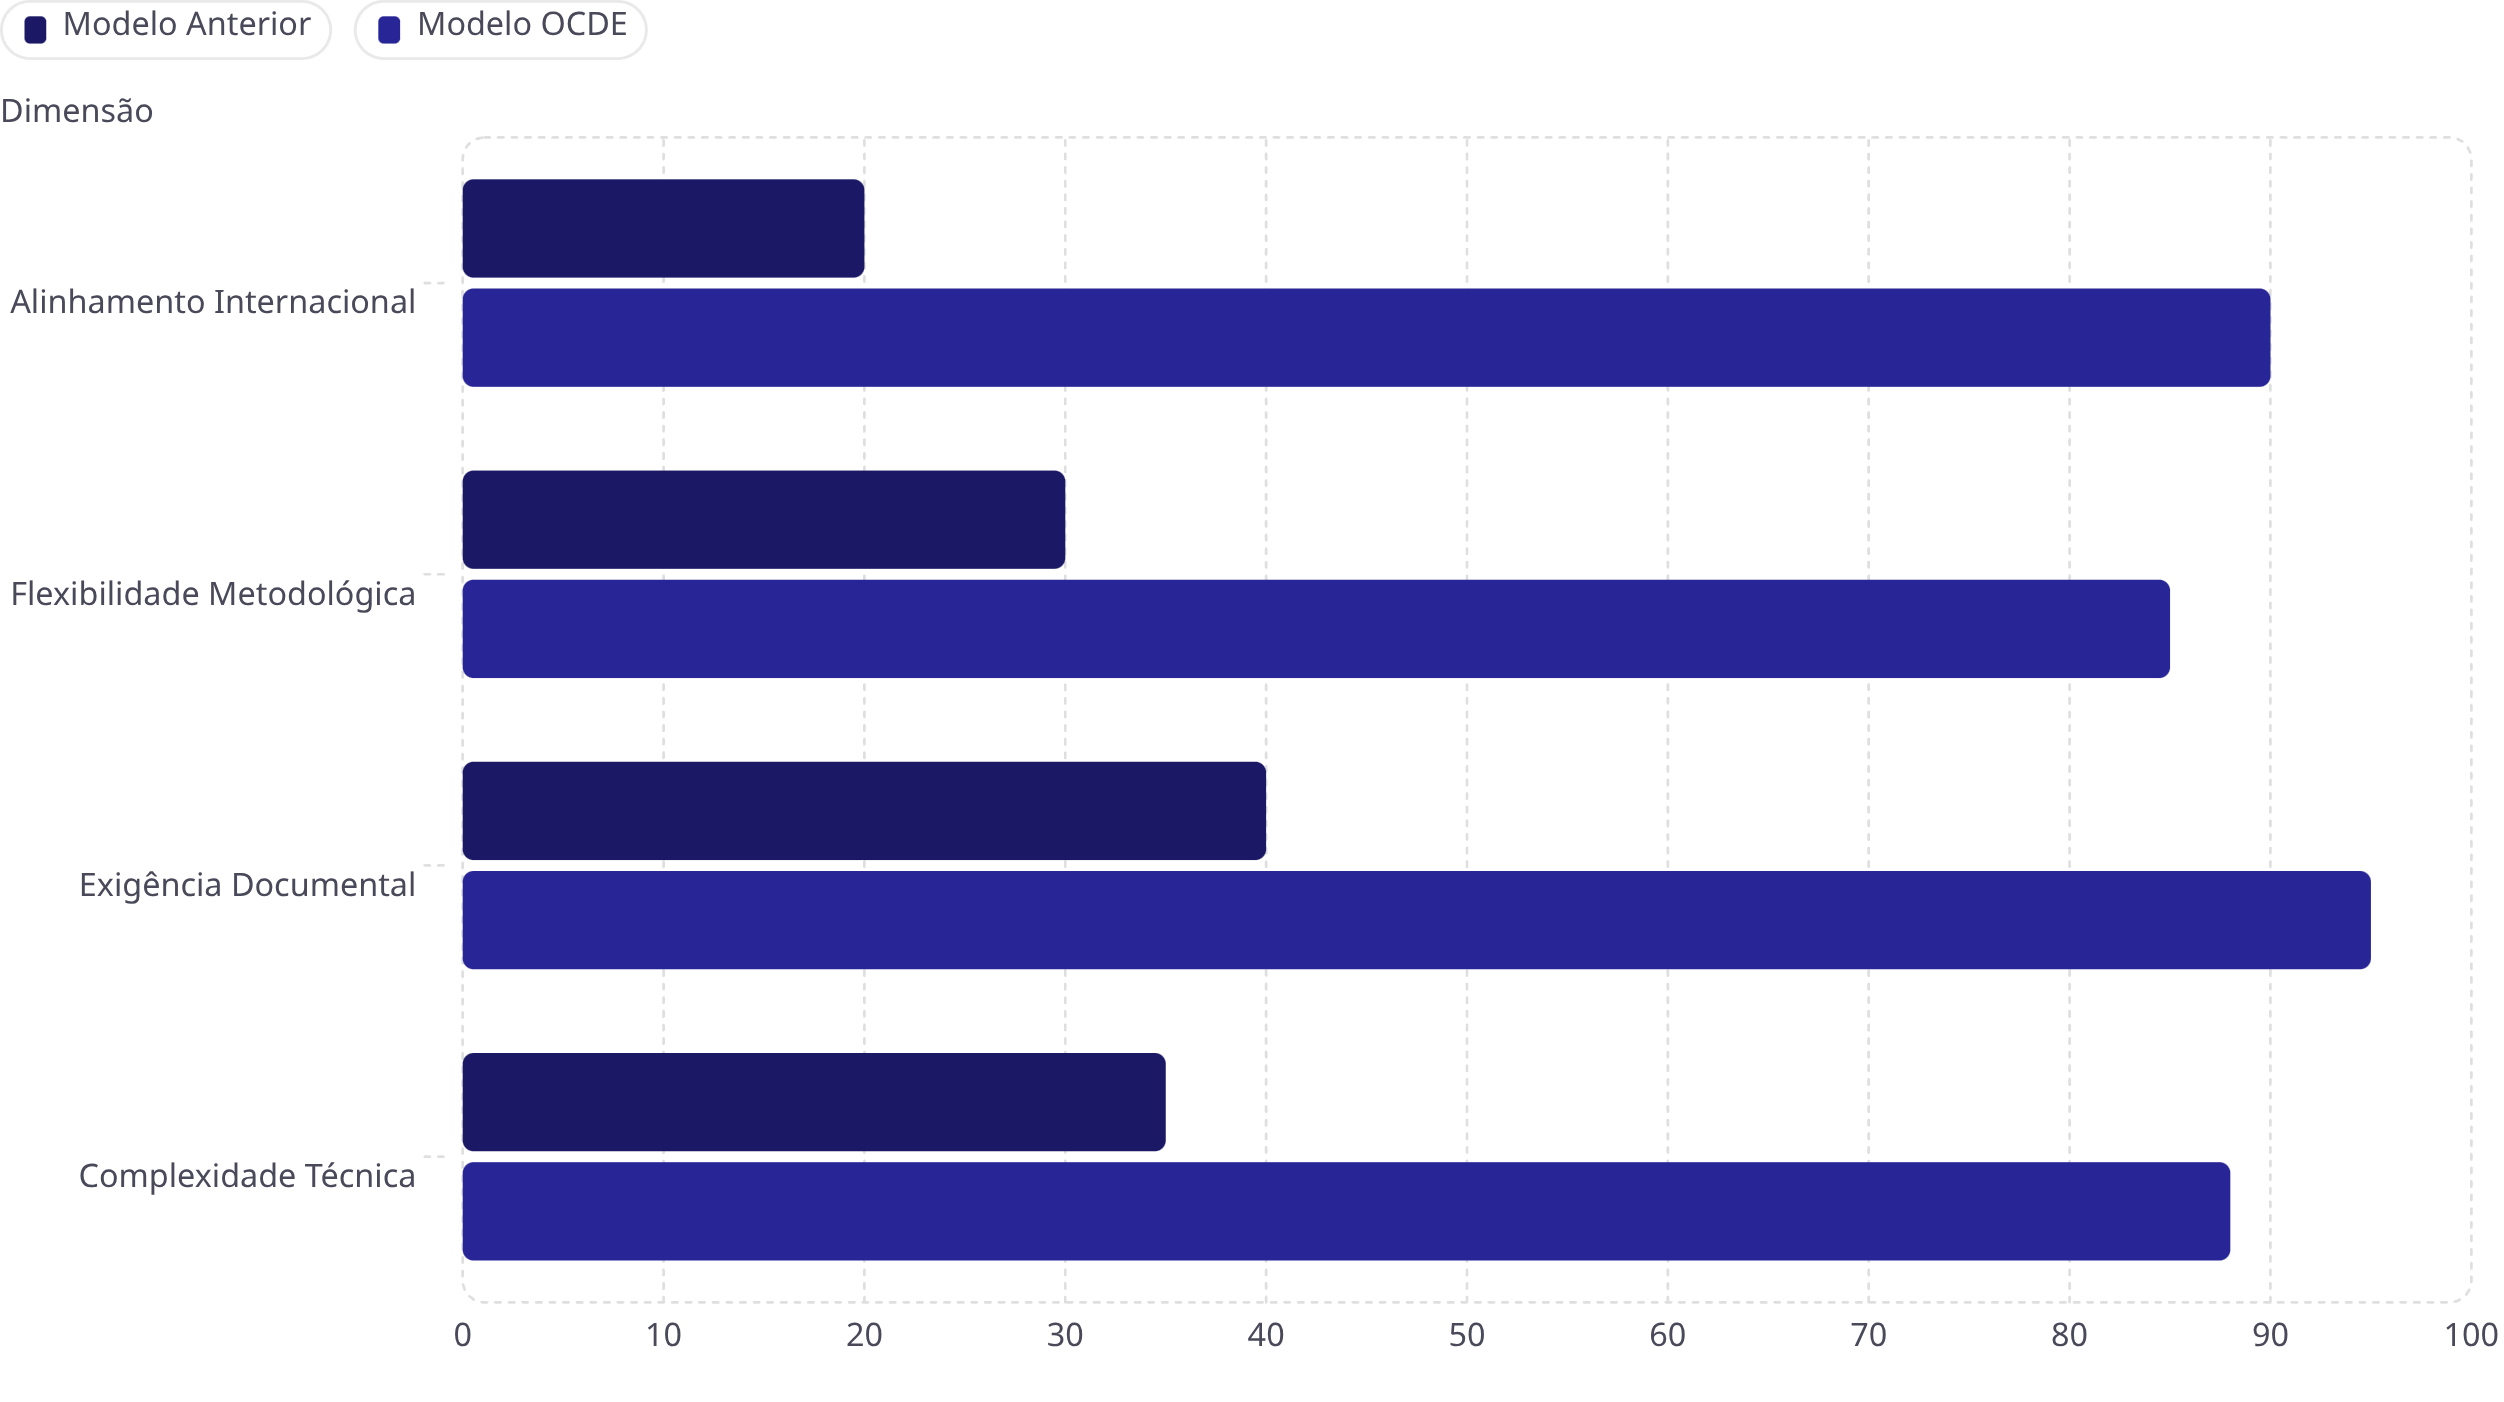 Modelo Anterior
Modelo OCDE
Dimensão
Alinhamento Internacional
Flexibilidade Metodológica
Exigência Documental
Complexidade Técnica
0 10 20 30 40 50 60 70 80 90 100